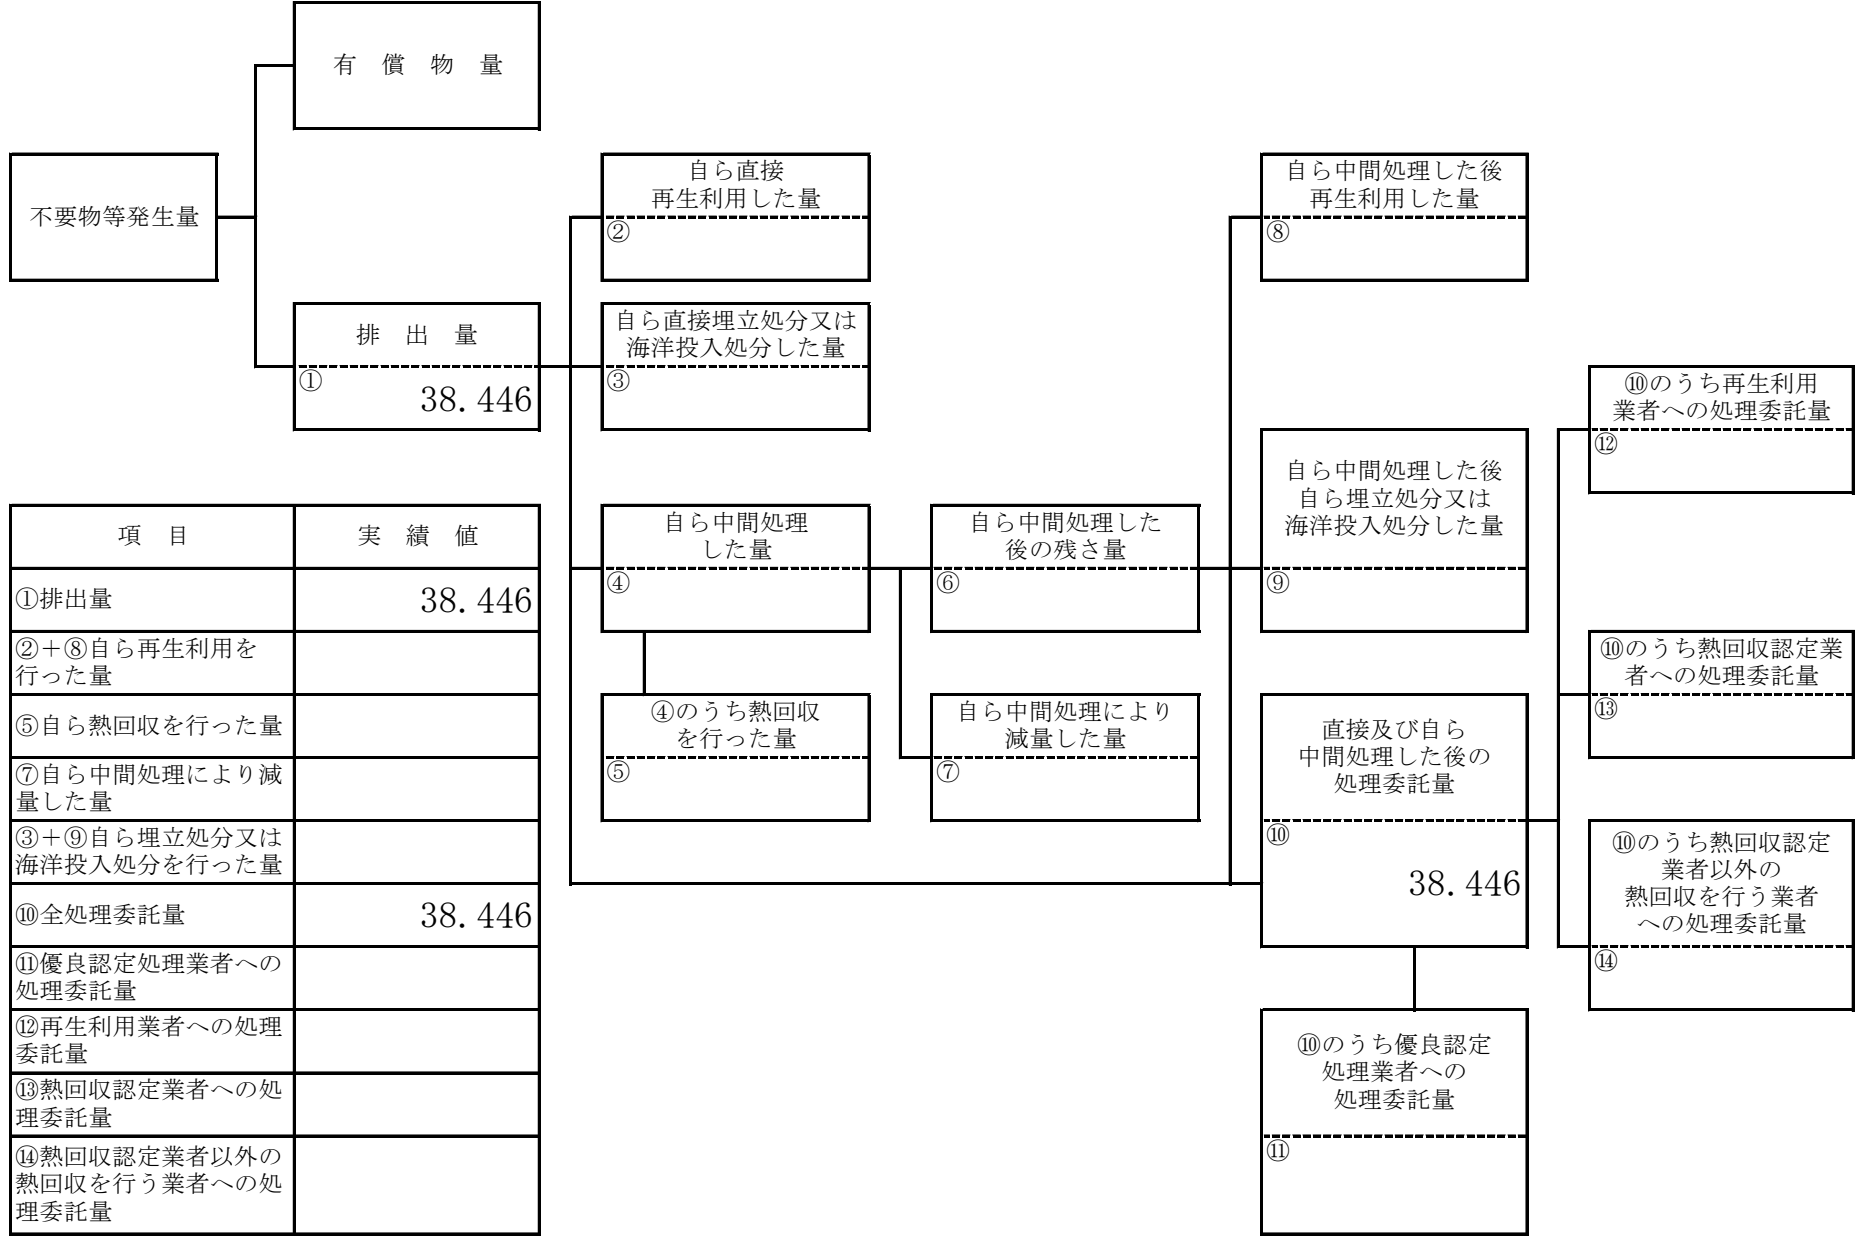 有　償　物　量
不要物等発生量
排　出　量
①
38.446
自ら直接
再生利用した量
②
自ら直接埋立処分又は
海洋投入処分した量
③
自ら中間処理
した量
④
④のうち熱回収
を行った量
⑤
自ら中間処理した
後の残さ量
⑥
自ら中間処理により
減量した量
⑦
自ら中間処理した後
再生利用した量
⑧
自ら中間処理した後
自ら埋立処分又は
海洋投入処分した量
⑨
直接及び自ら
中間処理した後の
処理委託量
⑩
38.446
⑩のうち優良認定
処理業者への
処理委託量
⑪
⑩のうち再生利用
業者への処理委託量
⑫
⑩のうち熱回収認定業
者への処理委託量
⑬
⑩のうち熱回収認定
業者以外の
熱回収を行う業者
への処理委託量
⑭
項　目
実　績　値
①排出量
38.446
②＋⑧自ら再生利用を
行った量
⑤自ら熱回収を行った量
⑦自ら中間処理により減
量した量
③＋⑨自ら埋立処分又は
海洋投入処分を行った量
⑩全処理委託量
38.446
⑪優良認定処理業者への
処理委託量
⑫再生利用業者への処理
委託量
⑬熱回収認定業者への処
理委託量
⑭熱回収認定業者以外の
熱回収を行う業者への処
理委託量